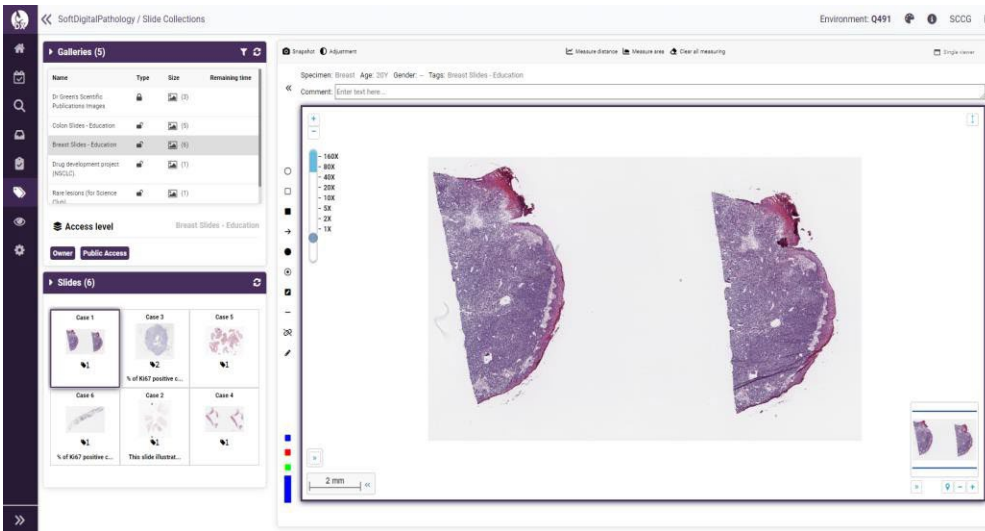 SoftDigitalPathology / Slide Collections
Environment: Q491
SCCG
Galleries (5)
Name Type Size Remaining time
Dr Green's Scentific Publications Images (3)
Colon Slides - Education (5)
Breast Slides - Education (6)
Drug development project (NSCLC) (1)
Rare lesions (for Science (1)
Access level
Breast Slides - Education
Owner
Public Access
Slides (6)
Case 1
Case 3
Case 5
1
2
1
% of Ki67 positive c...
Case 6
Case 2
Case 4
1
1
1
% of Ki67 positive c...
This slide illustrat...
Snapshot
Adjustment
Measure distance
Measure area
Clear all measuring
Single viewer
Specimen: Breast Age: 20Y Gender: -- Tags: Breast Slides - Education
Comment: Enter text here...
160X
80X
40X
20X
10X
5X
2X
1X
2 mm